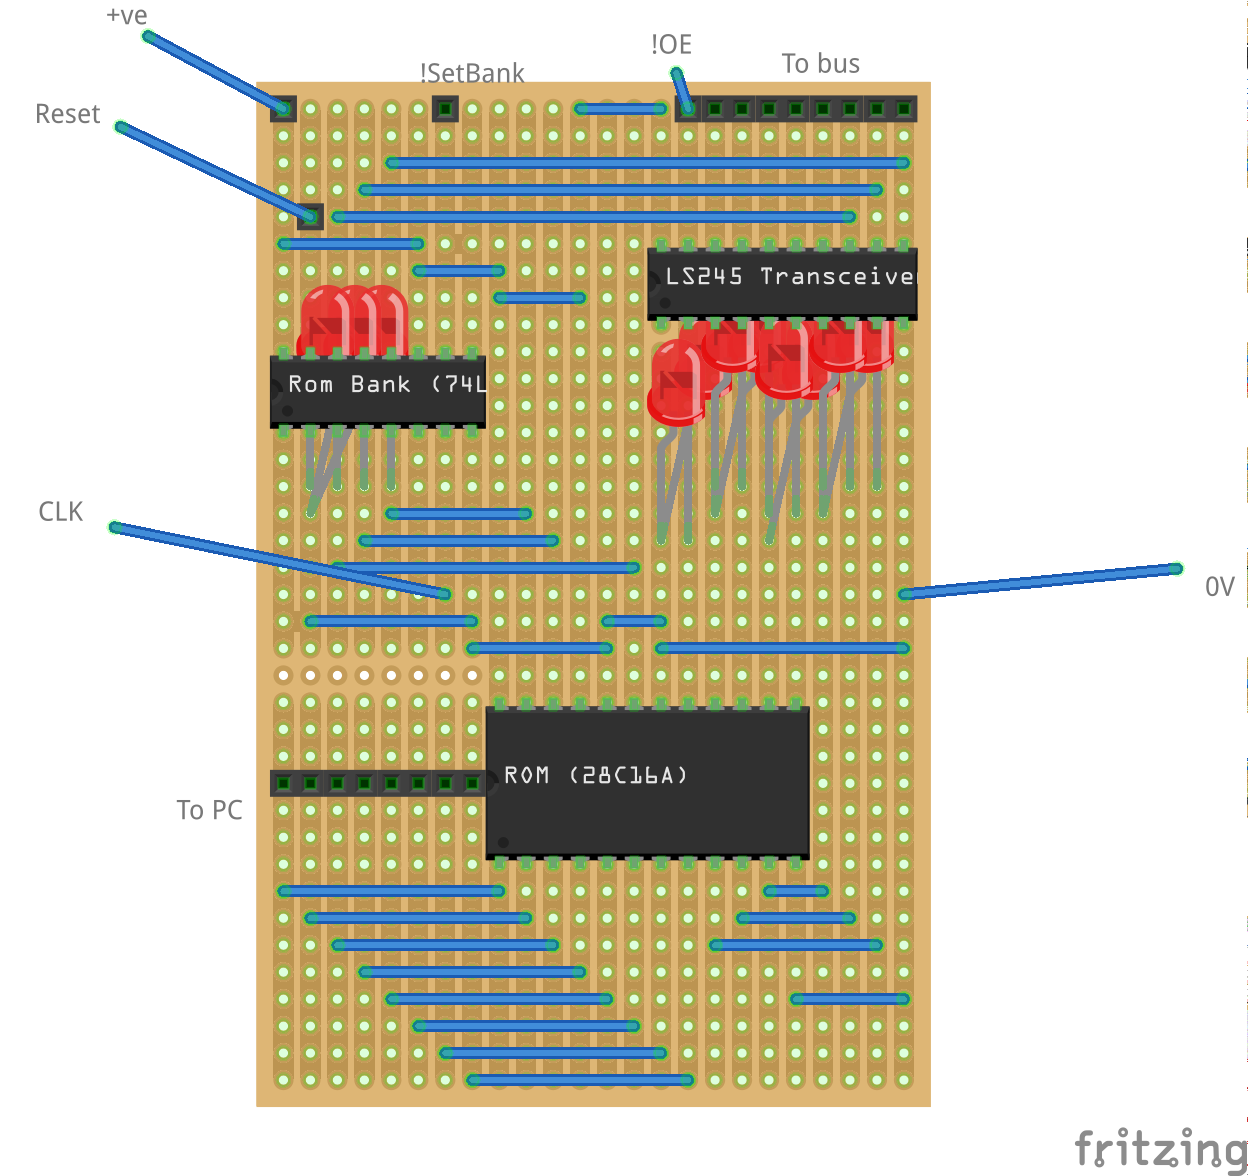 +ve
!OE
To bus
!SetBank
Reset
LS245 Transceive
Rom Bank (74L
CLK
0V
ROM (28C16A)
To PC
fritzing